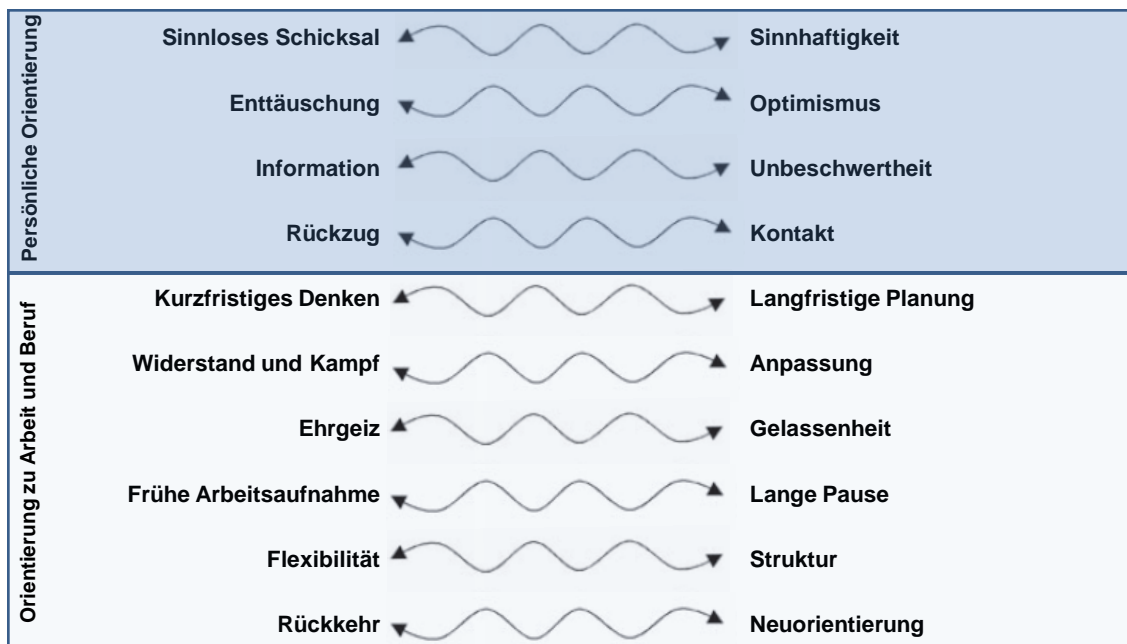 Persönliche Orientierung
Sinnloses Schicksal Sinnhaftigkeit
Enttäuschung Optimismus
Information Unbeschwertheit
Rückzug Kontakt
Orientierung zu Arbeit und Beruf
Kurzfristiges Denken Langfristige Planung
Widerstand und Kampf Anpassung
Ehrgeiz Gelassenheit
Frühe Arbeitsaufnahme Lange Pause
Flexibilität Struktur
Rückkehr Neuorientierung